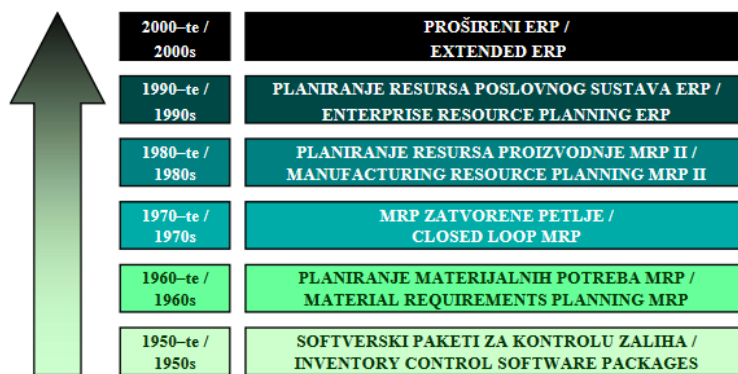 2000–te /
2000s
PROŠIRENI ERP /
EXTENDED ERP
1990–te /
1990s
PLANIRANJE RESURSA POSLOVNOG SUSTAVA ERP /
ENTERPRISE RESOURCE PLANNING ERP
1980–te /
1980s
PLANIRANJE RESURSA PROIZVODNJE MRP II /
MANUFACTURING RESOURCE PLANNING MRP II
1970–te /
1970s
MRP ZATVORENE PETLJE /
CLOSED LOOP MRP
1960–te /
1960s
PLANIRANJE MATERIJALNIH POTREBA MRP /
MATERIAL REQUIREMENTS PLANNING MRP
1950–te /
1950s
SOFTVERSKI PAKETI ZA KONTROLU ZALIHA /
INVENTORY CONTROL SOFTWARE PACKAGES